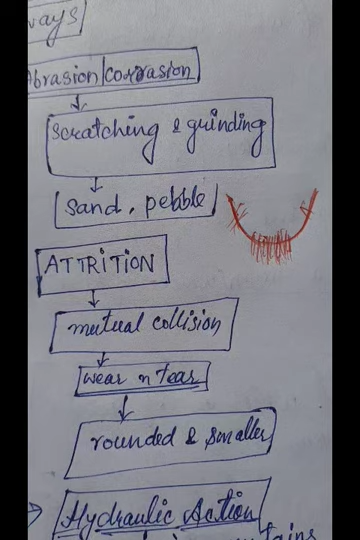 ways
Abrasion/corrasion
scratching & grinding
sand, pebble
ATTRITION
mutual collision
wear n tear
rounded & smaller
Hydraulic Action